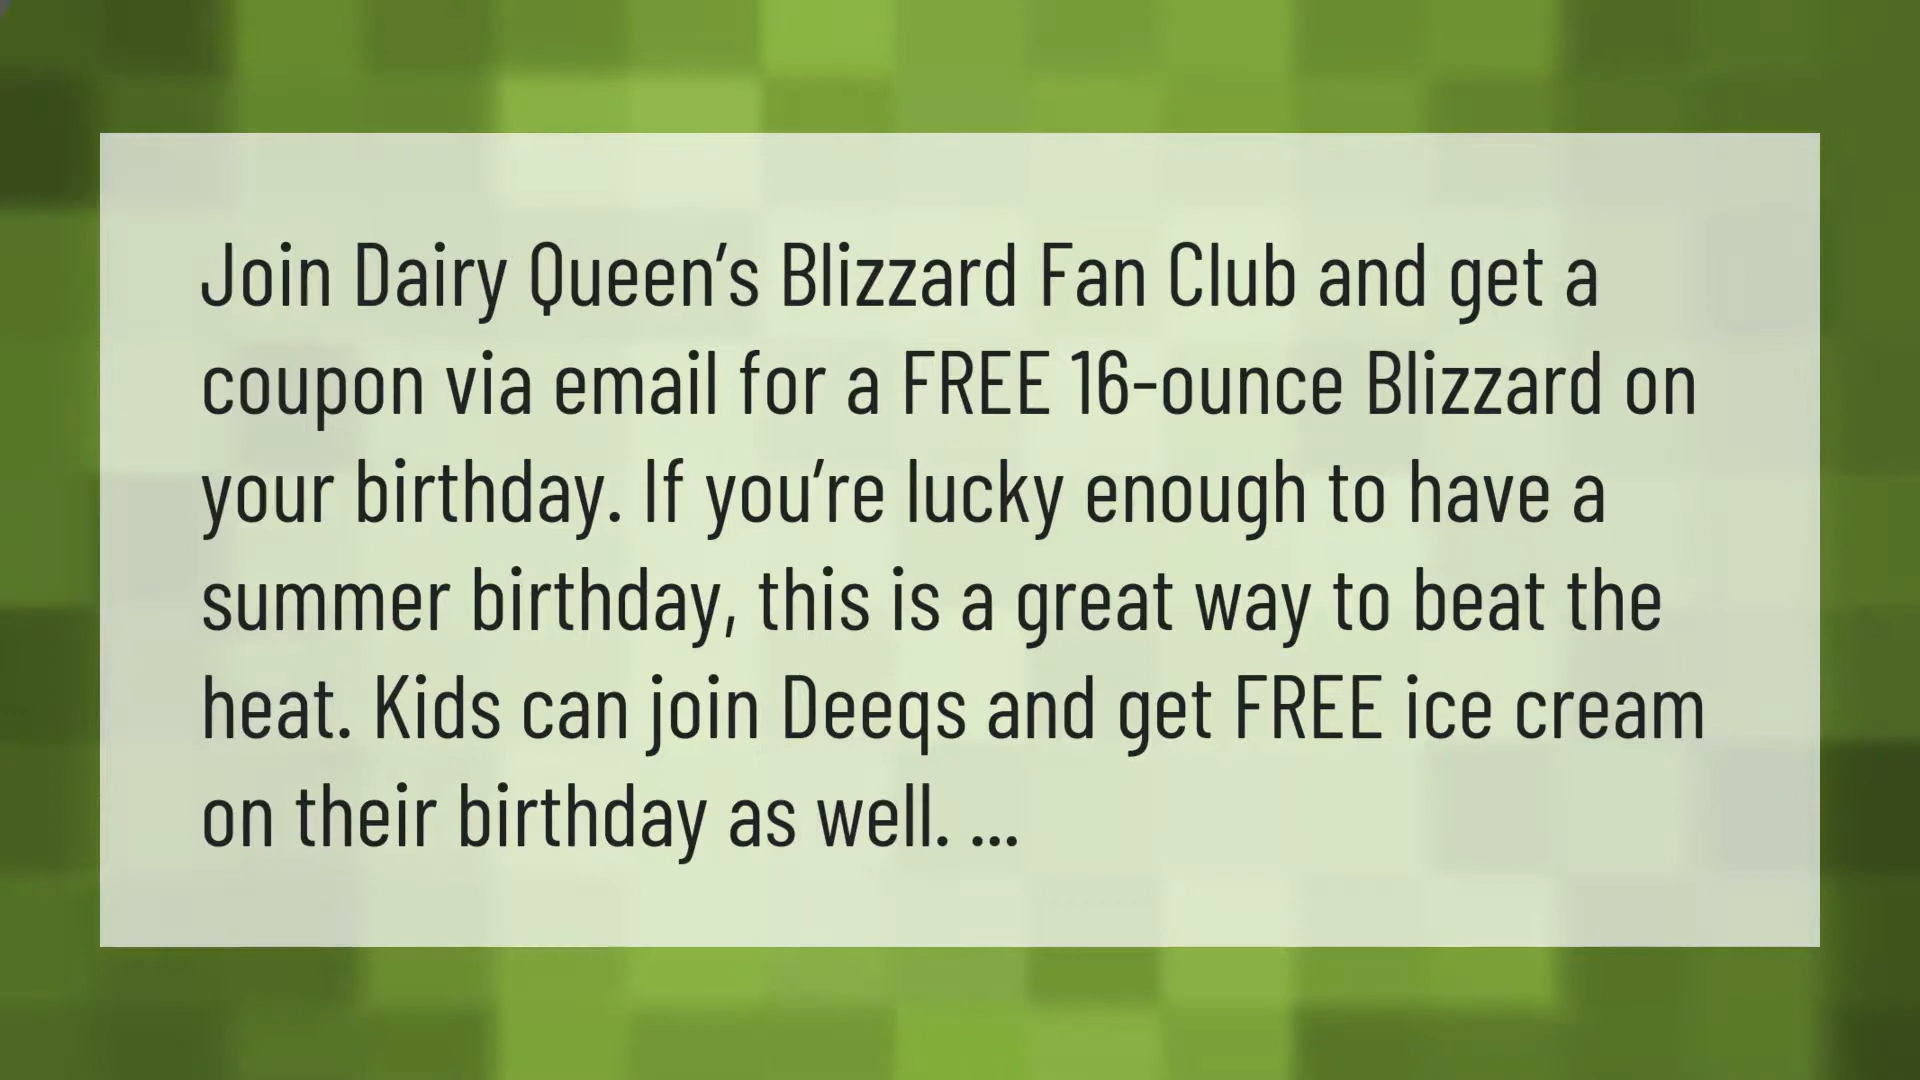 Join Dairy Queen’s Blizzard Fan Club and get a
coupon via email for a FREE 16-ounce Blizzard on
your birthday. If you’re lucky enough to have a
summer birthday, this is a great way to beat the
heat. Kids can join Deeqs and get FREE ice cream
on their birthday as well. ...